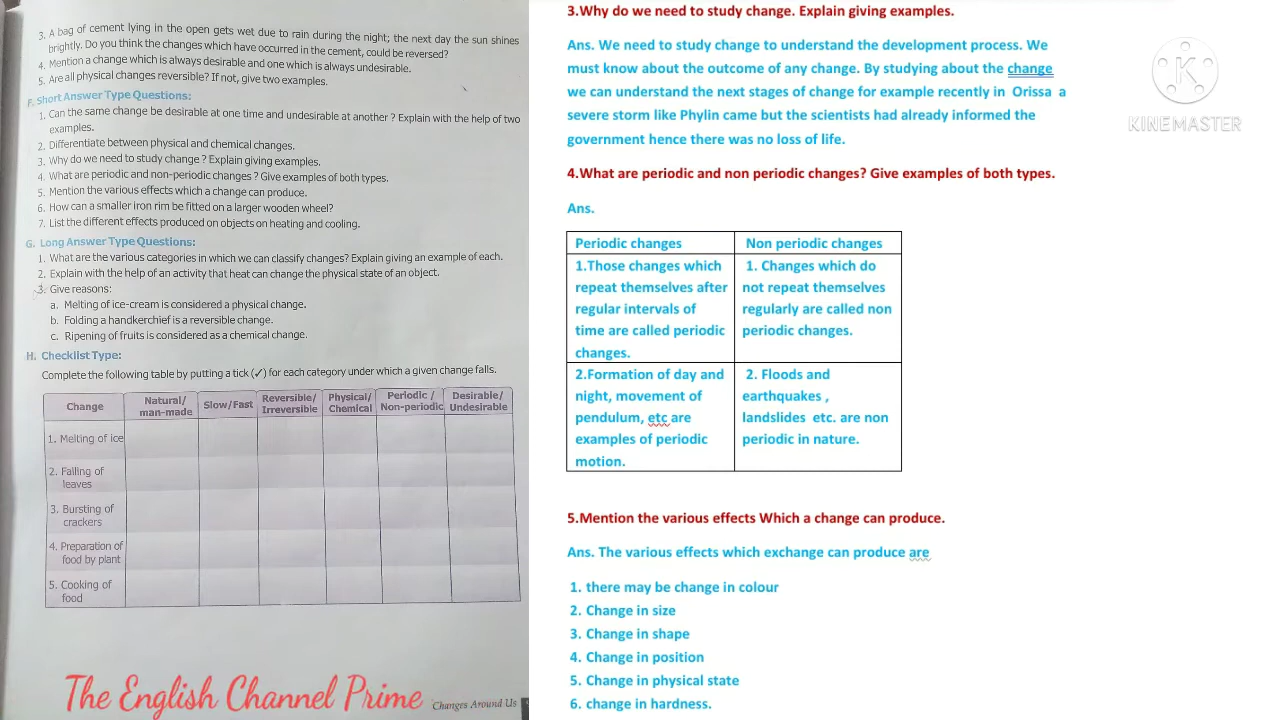 3. A bag of cement lying in the open gets wet due to rain during the night; the next day the sun shines
brightly. Do you think the changes which have occurred in the cement, could be reversed?
4. Mention a change which is always desirable and one which is always undesirable.
5. Are all physical changes reversible? If not, give two examples.
F. Short Answer Type Questions:
1. Can the same change be desirable at one time and undesirable at another ? Explain with the help of two
examples.
2. Differentiate between physical and chemical changes.
3. Why do we need to study change ? Explain giving examples.
4. What are periodic and non-periodic changes ? Give examples of both types.
5. Mention the various effects which a change can produce.
6. How can a smaller iron rim be fitted on a larger wooden wheel?
7. List the different effects produced on objects on heating and cooling.
G. Long Answer Type Questions:
1. What are the various categories in which we can classify changes? Explain giving an example of each.
2. Explain with the help of an activity that heat can change the physical state of an object.
3. Give reasons:
a. Melting of ice-cream is considered a physical change.
b. Folding a handkerchief is a reversible change.
c. Ripening of fruits is considered as a chemical change.
H. Checklist Type:
Complete the following table by putting a tick (✓) for each category under which a given change falls.
Change Natural/ man-made Slow/Fast Reversible/ Irreversible Physical/ Chemical Periodic / Non-periodic Desirable/ Undesirable
1. Melting of ice
2. Falling of
leaves
3. Bursting of
crackers
4. Preparation of
food by plant
5. Cooking of
food
The English Channel Prime
Changes Around Us
3.Why do we need to study change. Explain giving examples.
Ans. We need to study change to understand the development process. We
must know about the outcome of any change. By studying about the change
we can understand the next stages of change for example recently in Orissa a
severe storm like Phylin came but the scientists had already informed the
government hence there was no loss of life.
4.What are periodic and non periodic changes? Give examples of both types.
Ans.
Periodic changes
1.Those changes which
repeat themselves after
regular intervals of
time are called periodic
changes.
2.Formation of day and
night, movement of
pendulum, etc are
examples of periodic
motion.
Non periodic changes
1. Changes which do
not repeat themselves
regularly are called non
periodic changes.
2. Floods and
earthquakes ,
landslides etc. are non
periodic in nature.
5.Mention the various effects Which a change can produce.
Ans. The various effects which exchange can produce are
1. there may be change in colour
2. Change in size
3. Change in shape
4. Change in position
5. Change in physical state
6. change in hardness.
K
KINEMASTER